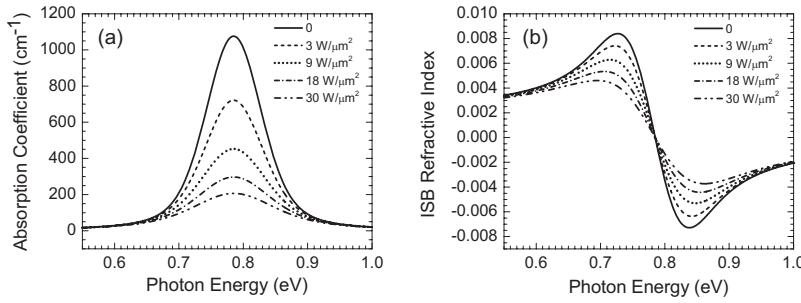 (a)
0
3 W/μm²
9 W/μm²
18 W/μm²
30 W/μm²
1200
1000
800
600
400
200
0
Absorption Coefficient (cm⁻¹)
0.6 0.7 0.8 0.9 1.0
Photon Energy (eV)
(b)
0
3 W/μm²
9 W/μm²
18 W/μm²
30 W/μm²
0.010
0.008
0.006
0.004
0.002
0.000
-0.002
-0.004
-0.006
-0.008
ISB Refractive Index
0.6 0.7 0.8 0.9 1.0
Photon Energy (eV)